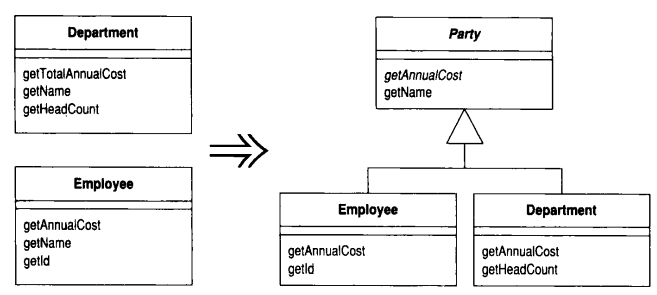 Department
getTotalAnnualCost
getName
getHeadCount
Employee
getAnnualCost
getName
getId
Party
getAnnualCost
getName
Employee
getAnnualCost
getId
Department
getAnnualCost
getHeadCount